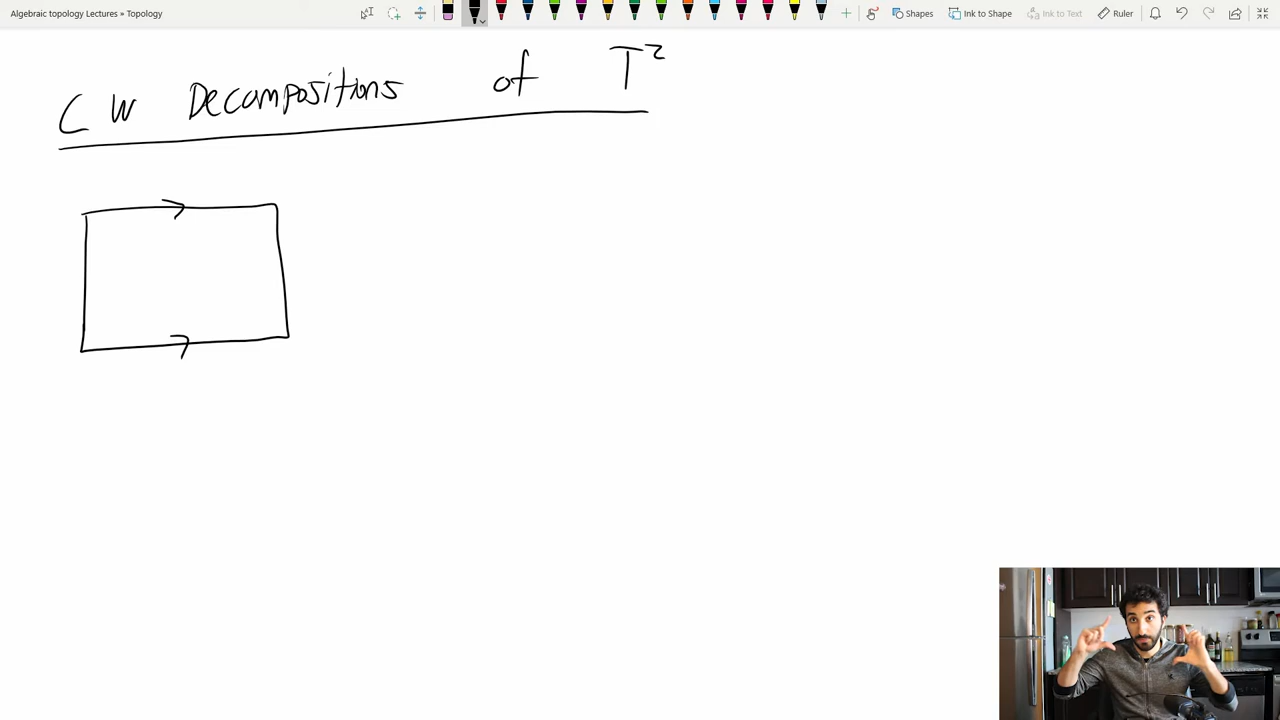 Algebraic topology Lectures » Topology
Shapes Ink to Shape Ink to Text Ruler
CW Decompositions of T²